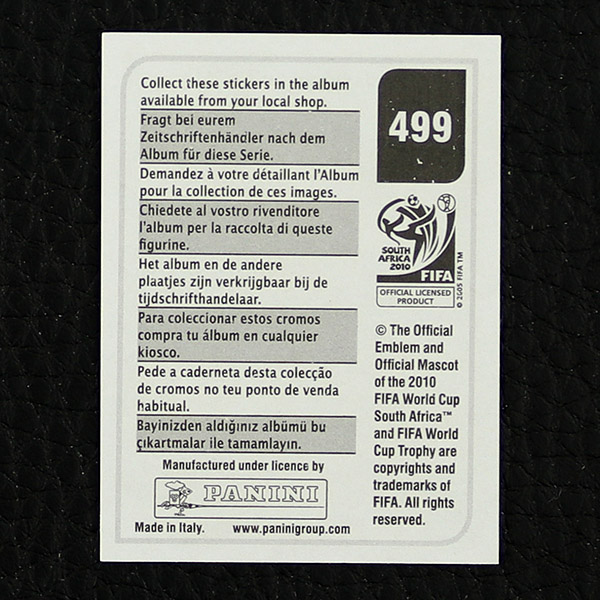 Collect these stickers in the album
available from your local shop.
Fragt bei eurem
Zeitschriftenhändler nach dem
Album für diese Serie.
Demandez à votre détaillant l'Album
pour la collection de ces images.
Chiedete al vostro rivenditore
l'album per la raccolta di queste
figurine.
Het album en de andere
plaatjes zijn verkrijgbaar bij de
tijdschrifthandelaar.
Para coleccionar estos cromos
compra tu álbum en cualquier
kiosco.
Pede a caderneta desta colecção
de cromos no teu ponto de venda
habitual.
Bayinizden aldığınız albümü bu
çıkartmalar ile tamamlayın.
Manufactured under licence by
PANINI
Made in Italy. www.paninigroup.com
499
SOUTH
AFRICA
2010
FIFA
OFFICIAL LICENSED
PRODUCT
© 2005 FIFA TM
© The Official
Emblem and
Official Mascot
of the 2010
FIFA World Cup
South Africa™
and FIFA World
Cup Trophy are
copyrights and
trademarks of
FIFA. All rights
reserved.